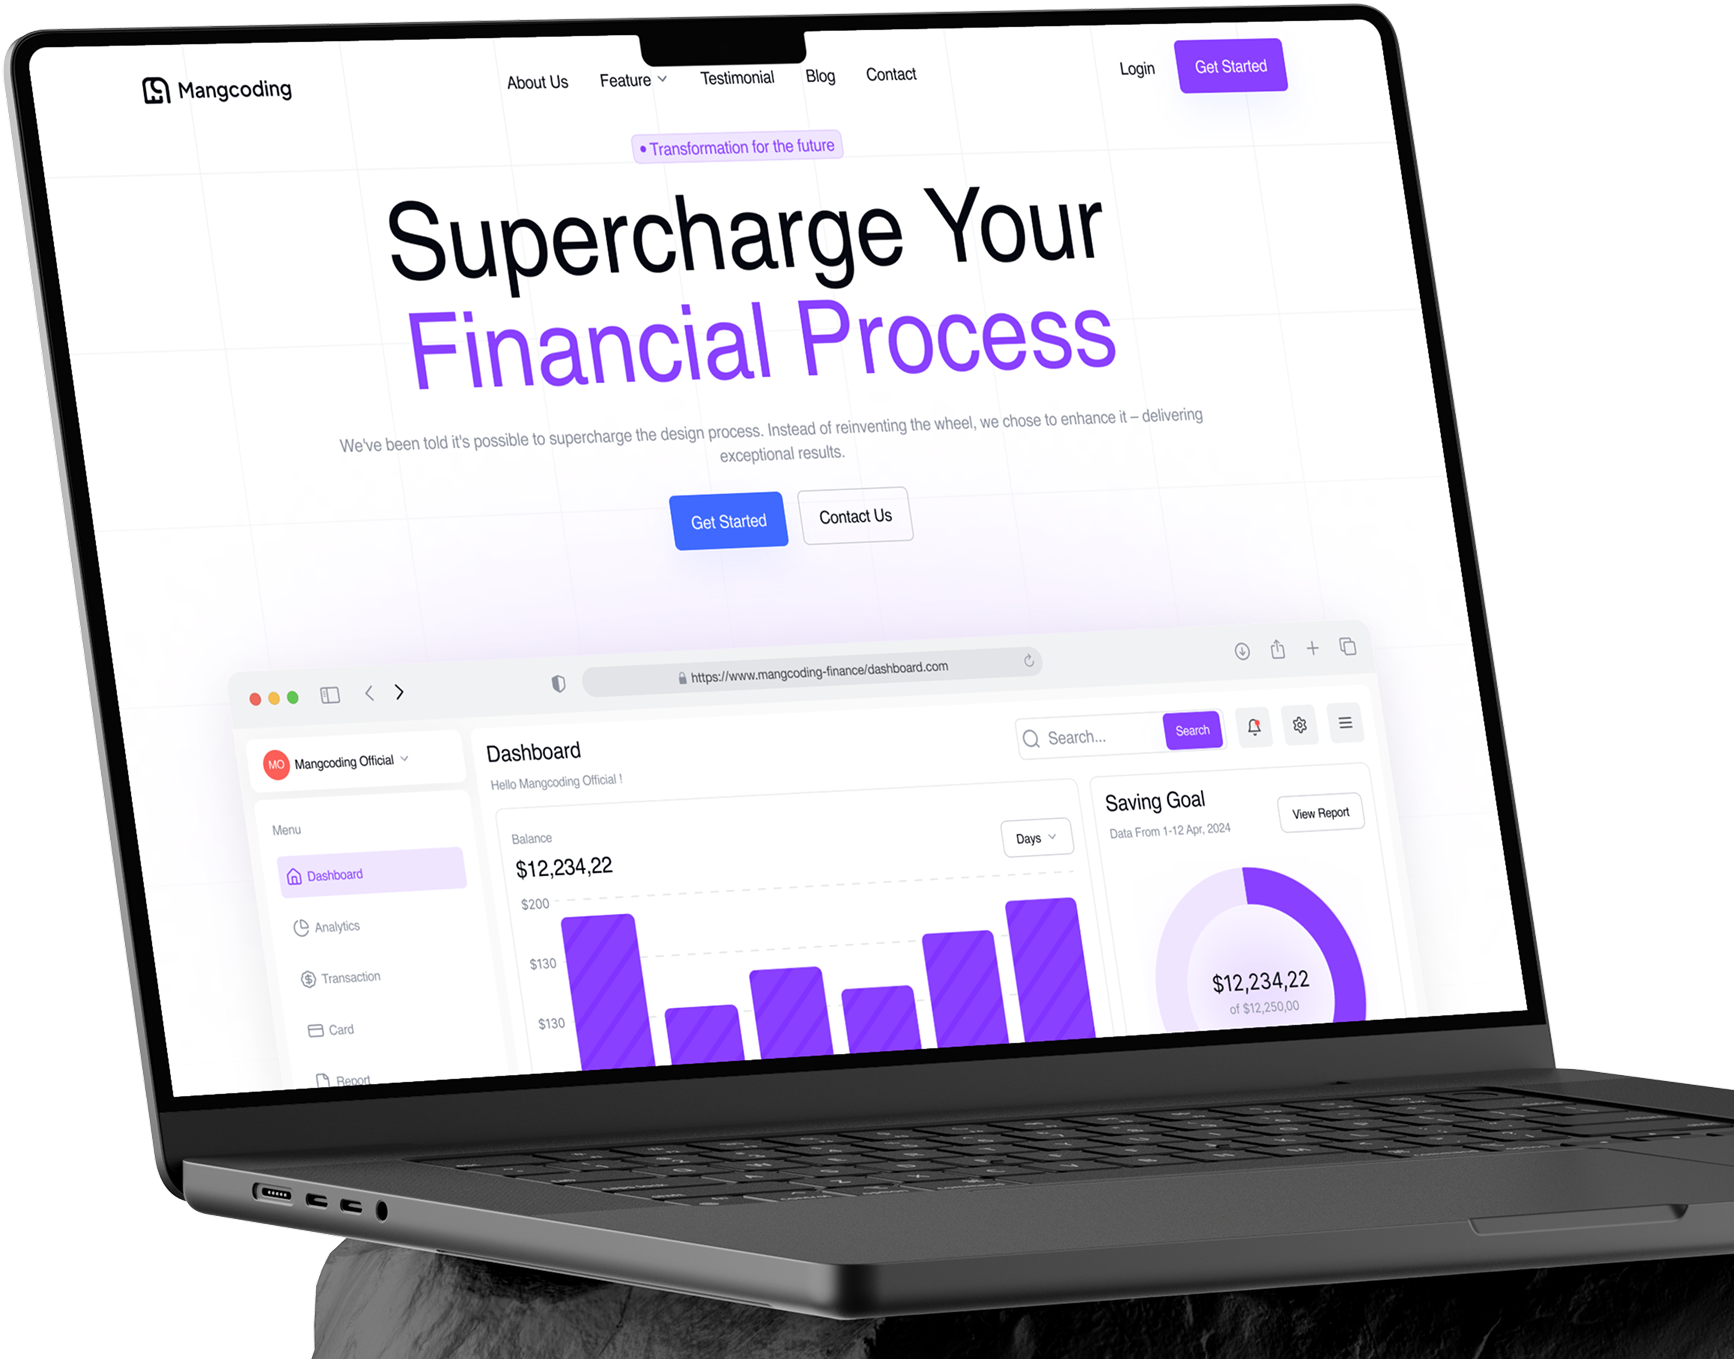 Mangcoding
About Us
Feature
Testimonial
Blog
Contact
Login
Get Started
• Transformation for the future
Supercharge Your
Financial Process
We've been told it's possible to supercharge the design process. Instead of reinventing the wheel, we chose to enhance it – delivering
exceptional results.
Get Started
Contact Us
https://www.mangcoding-finance/dashboard.com
MO
Mangcoding Official
Menu
Dashboard
Analytics
Transaction
Card
Report
Dashboard
Hello Mangcoding Official !
Search...
Search
Balance
$12,234,22
Days
$200
$130
$130
Saving Goal
Data From 1-12 Apr, 2024
View Report
$12,234,22
of $12,250,00